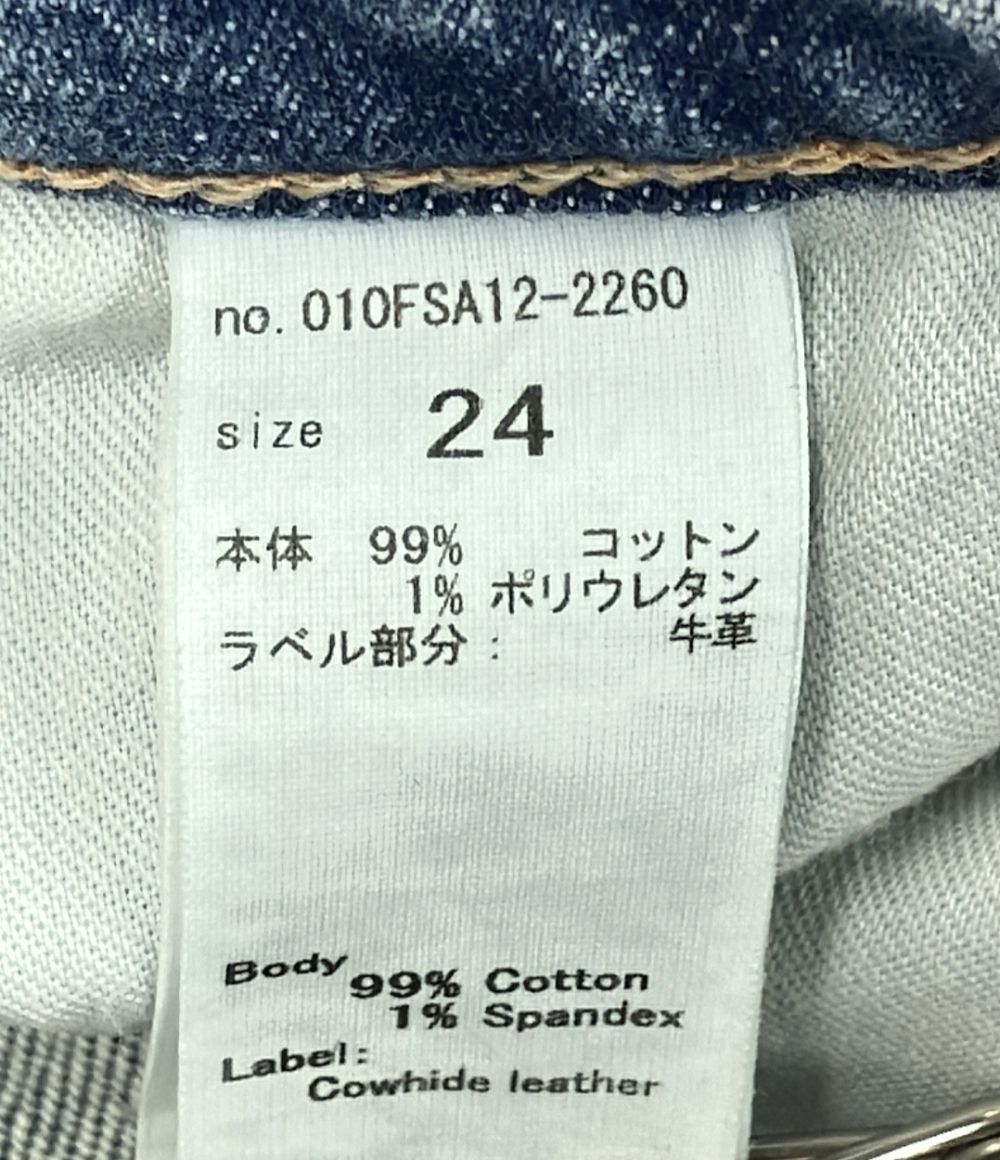 no. 010FSA12-2260
size 24
本体 99% コットン
1% ポリウレタン
ラベル部分: 牛革
Body 99% Cotton
1% Spandex
Label:
Cowhide leather